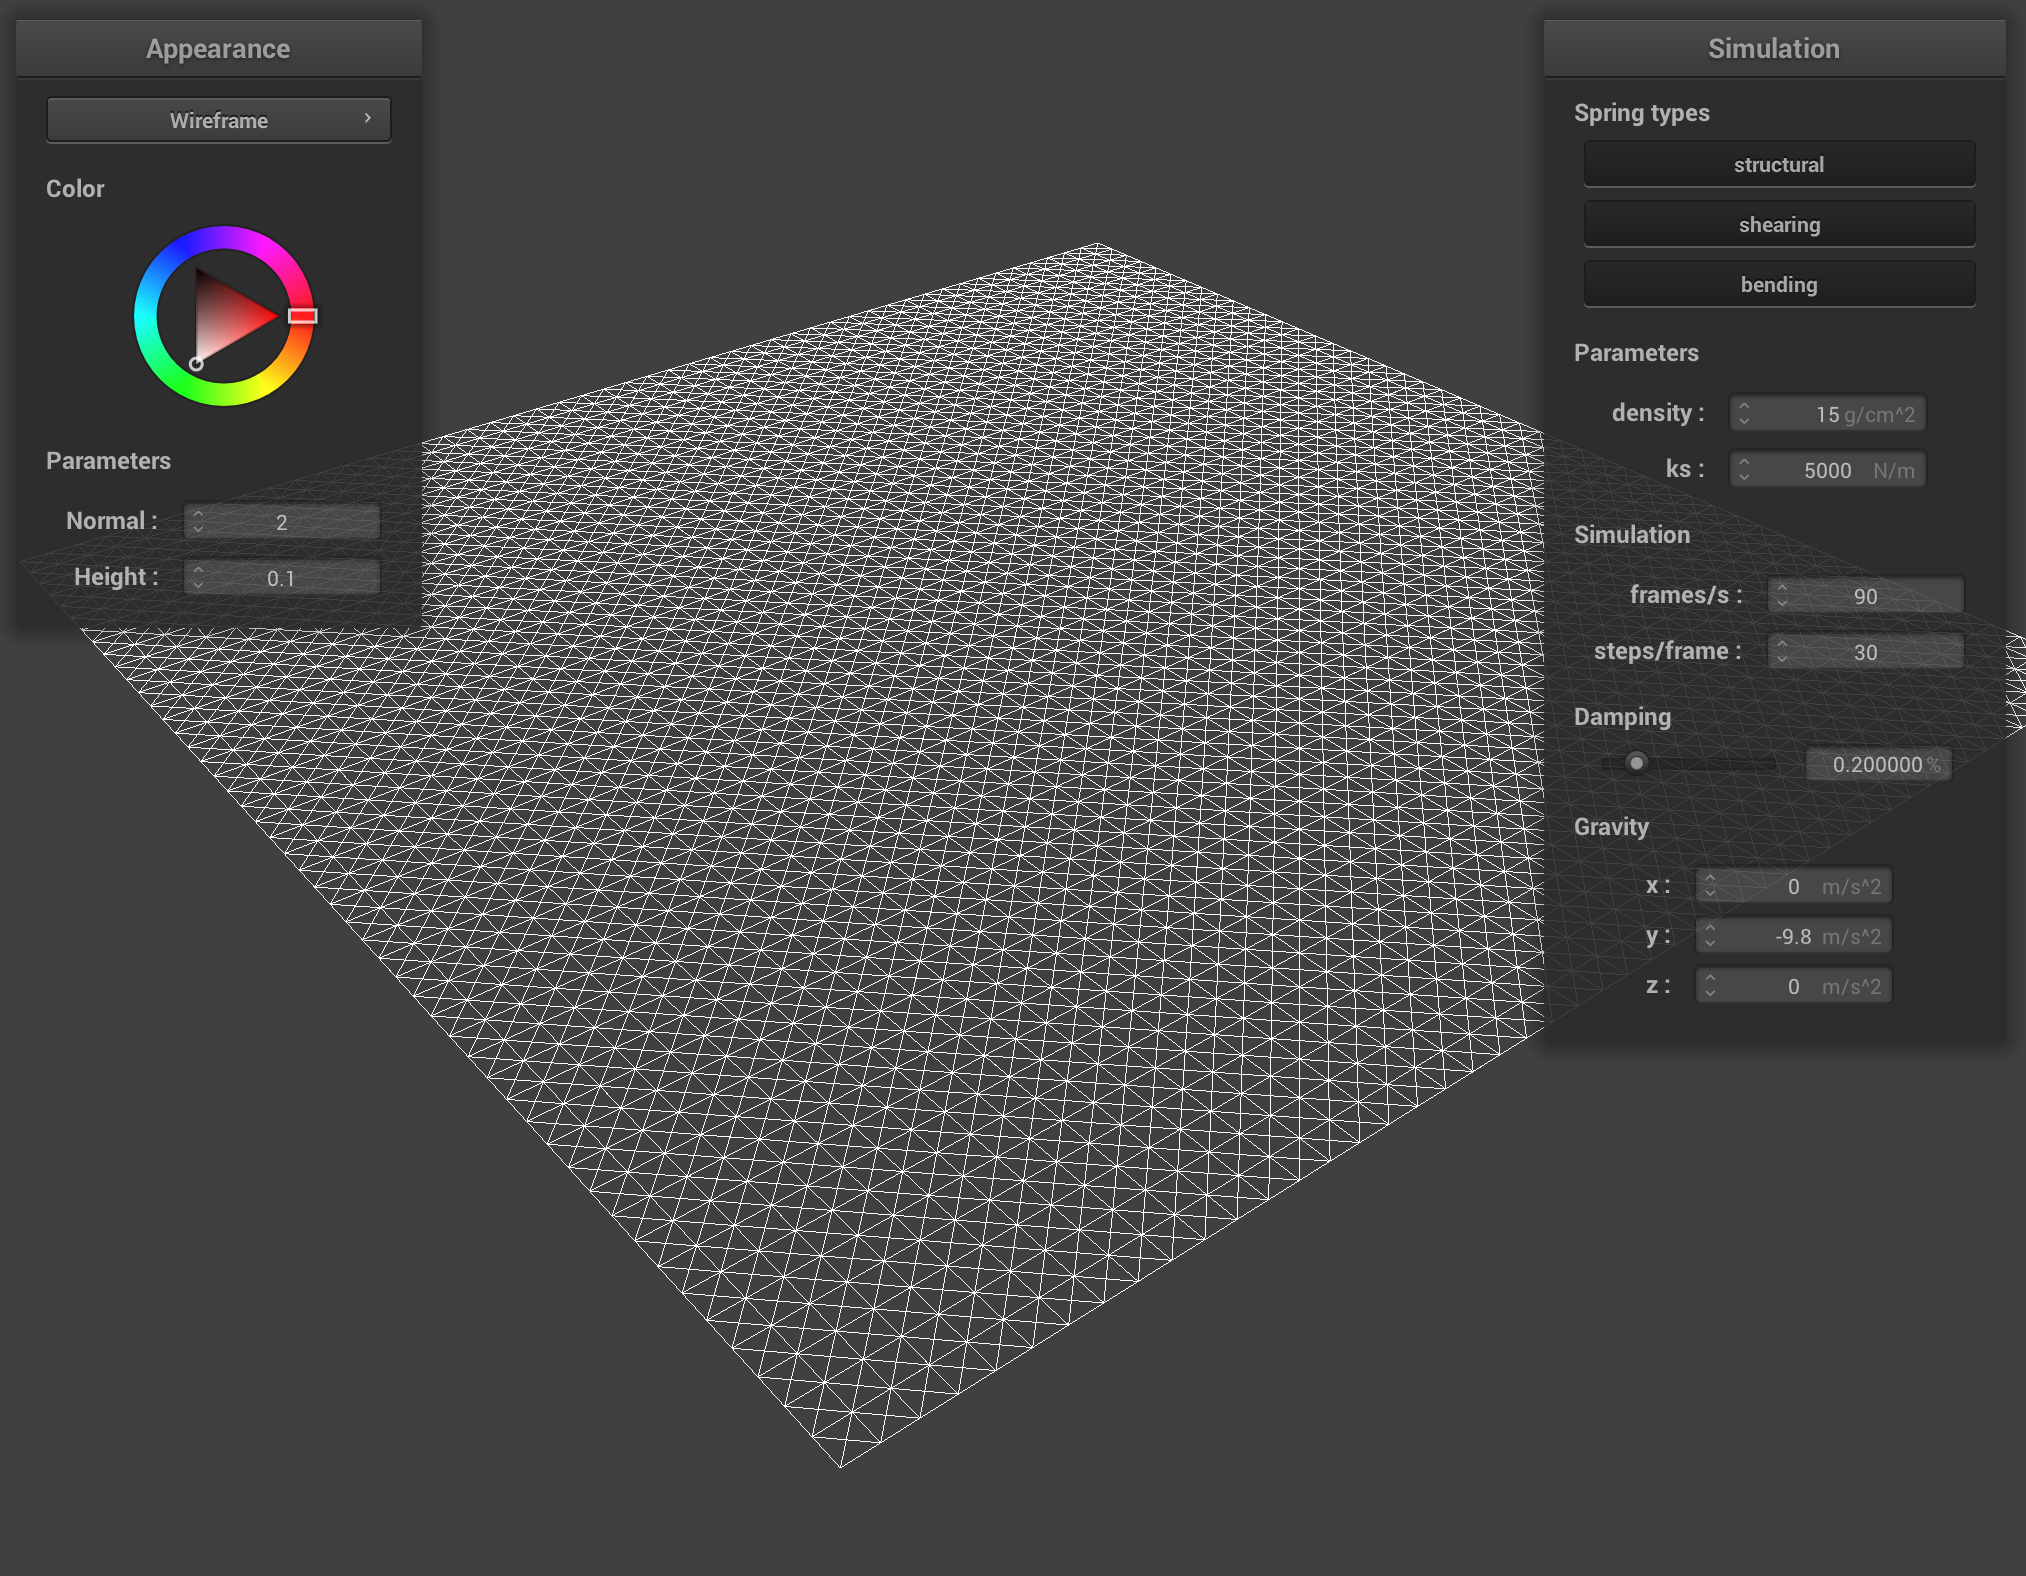 Appearance
Wireframe ›
Color
Parameters
Normal : 2
Height : 0.1
Simulation
Spring types
structural
shearing
bending
Parameters
density : 15 g/cm^2
ks : 5000 N/m
Simulation
frames/s : 90
steps/frame : 30
Damping
0.200000 %
Gravity
x : 0 m/s^2
y : -9.8 m/s^2
z : 0 m/s^2